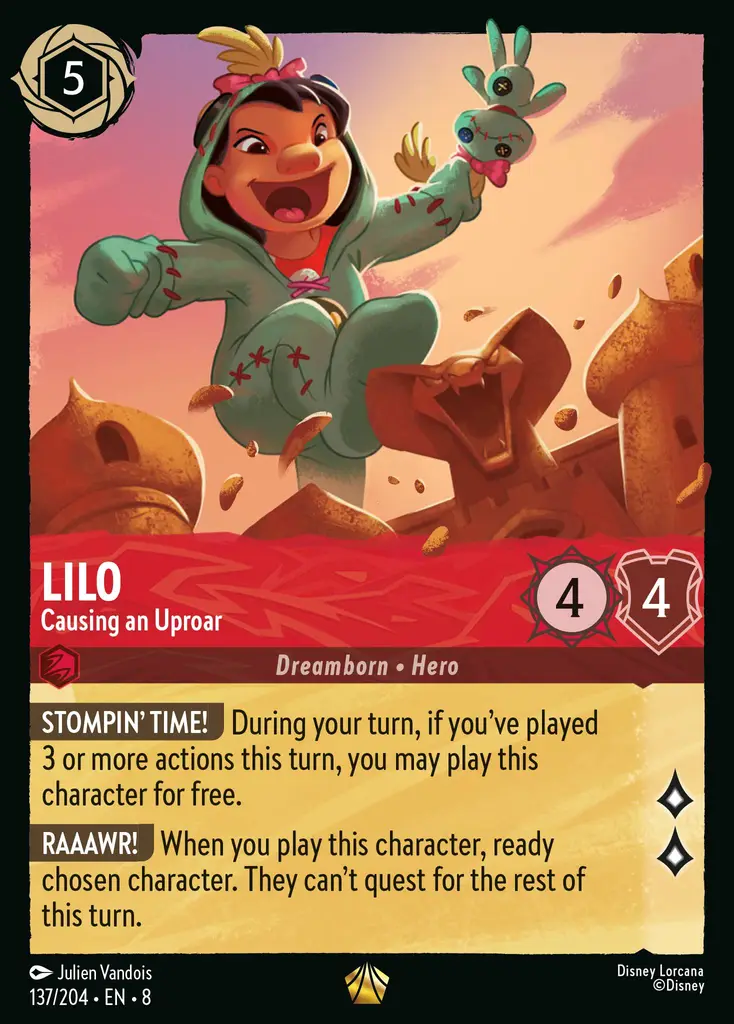 5
LILO
Causing an Uproar
4
4
Dreamborn • Hero
STOMPIN' TIME! During your turn, if you've played
3 or more actions this turn, you may play this
character for free.
RAAAWR! When you play this character, ready
chosen character. They can't quest for the rest of
this turn.
Julien Vandois
137/204 • EN • 8
Disney Lorcana
©Disney